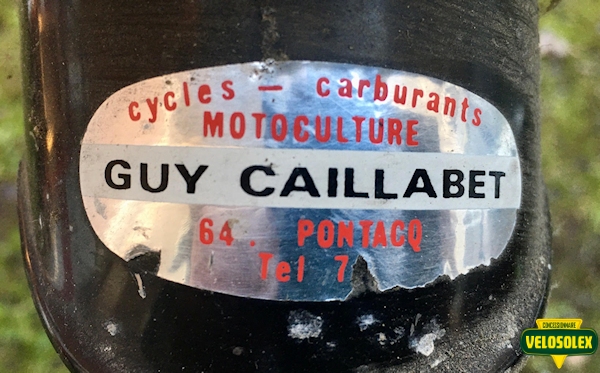 cycles — carburants
MOTOCULTURE
GUY CAILLABET
64. PONTACQ
Tel 7
CONCESSIONNAIRE
VELOSOLEX